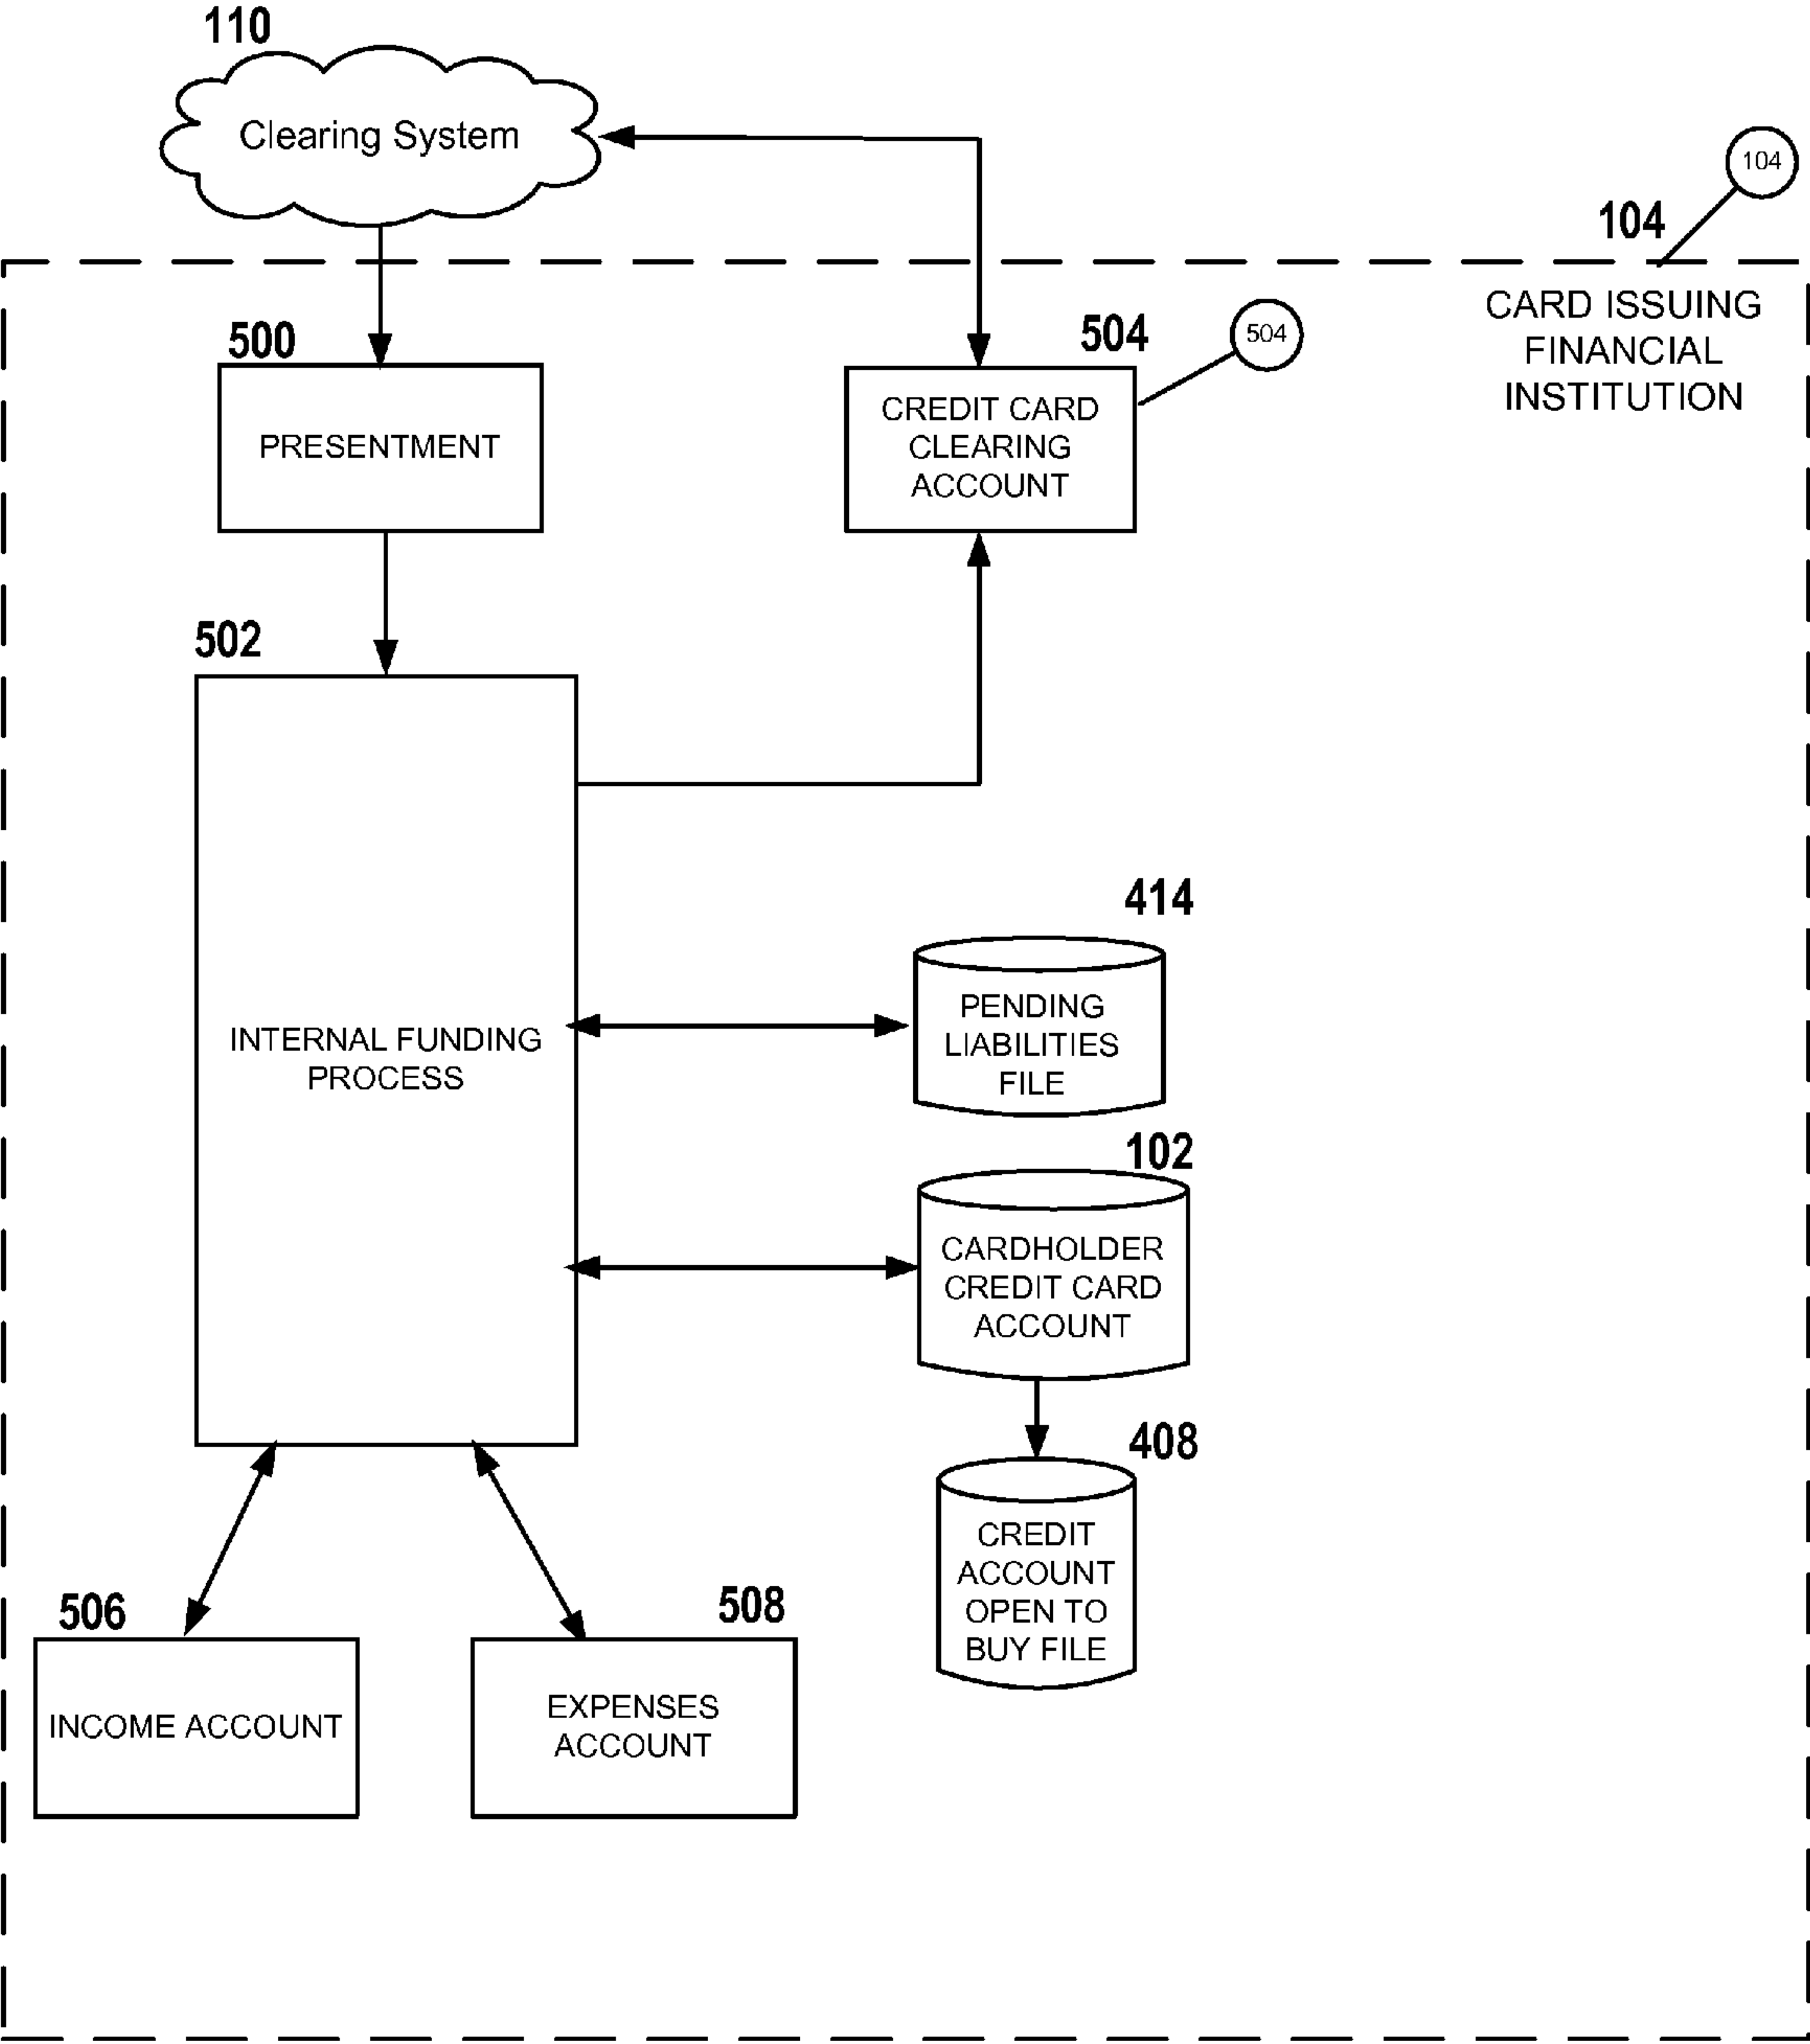 110
Clearing System
104
104
CARD ISSUING
FINANCIAL
INSTITUTION
500
PRESENTMENT
504
504
CREDIT CARD
CLEARING
ACCOUNT
502
INTERNAL FUNDING
PROCESS
414
PENDING
LIABILITIES
FILE
102
CARDHOLDER
CREDIT CARD
ACCOUNT
408
CREDIT
ACCOUNT
OPEN TO
BUY FILE
506
INCOME ACCOUNT
508
EXPENSES
ACCOUNT